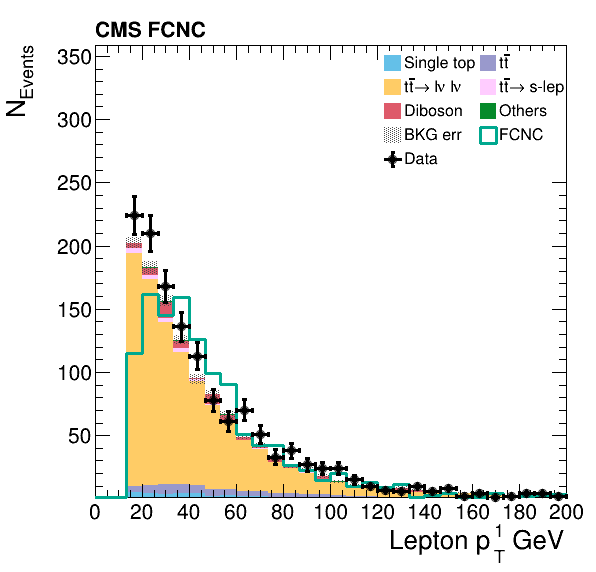 CMS FCNC
N_Events
350
300
250
200
150
100
50
Single top
tt̄
tt̄→ lν lν
tt̄→ s-lep
Diboson
Others
BKG err
FCNC
Data
0 20 40 60 80 100 120 140 160 180 200
Lepton p_T^1 GeV